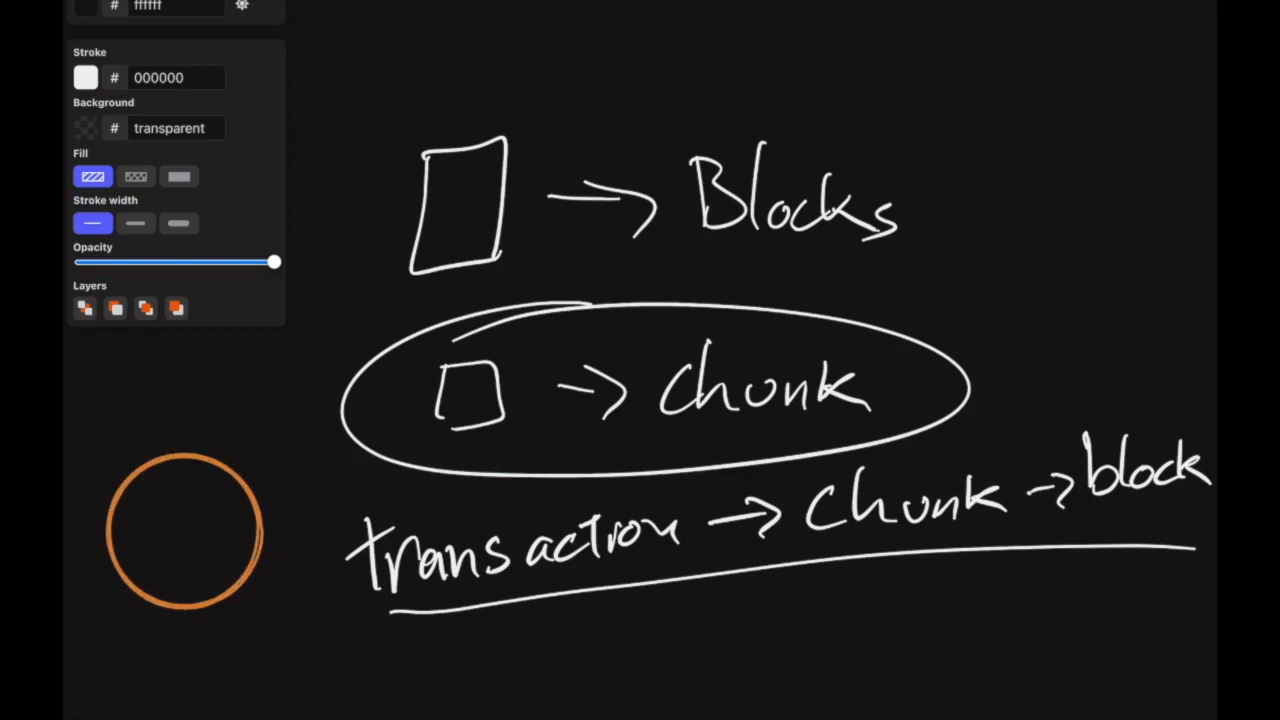 # ffffff
Stroke
# 000000
Background
# transparent
Fill
Stroke width
Opacity
Layers
→ Blocks
→ Chunk
transaction → Chunk → block